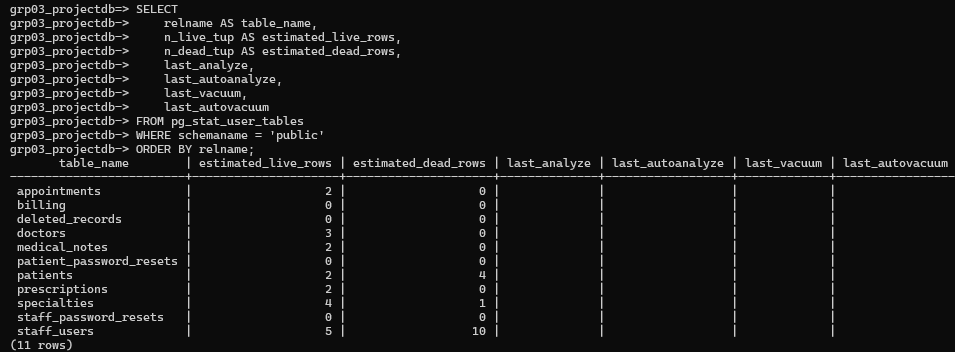 grp03_projectdb=> SELECT
grp03_projectdb->     relname AS table_name,
grp03_projectdb->     n_live_tup AS estimated_live_rows,
grp03_projectdb->     n_dead_tup AS estimated_dead_rows,
grp03_projectdb->     last_analyze,
grp03_projectdb->     last_autoanalyze,
grp03_projectdb->     last_vacuum,
grp03_projectdb->     last_autovacuum
grp03_projectdb-> FROM pg_stat_user_tables
grp03_projectdb-> WHERE schemaname = 'public'
grp03_projectdb-> ORDER BY relname;
       table_name        | estimated_live_rows | estimated_dead_rows | last_analyze | last_autoanalyze | last_vacuum | last_autovacuum
-------------------------+---------------------+---------------------+--------------+------------------+-------------+-----------------
 appointments            |                   2 |                   0 |              |                  |             |
 billing                 |                   0 |                   0 |              |                  |             |
 deleted_records         |                   0 |                   0 |              |                  |             |
 doctors                 |                   3 |                   0 |              |                  |             |
 medical_notes           |                   2 |                   0 |              |                  |             |
 patient_password_resets |                   0 |                   0 |              |                  |             |
 patients                |                   2 |                   4 |              |                  |             |
 prescriptions           |                   2 |                   0 |              |                  |             |
 specialties             |                   4 |                   1 |              |                  |             |
 staff_password_resets   |                   0 |                   0 |              |                  |             |
 staff_users             |                   5 |                  10 |              |                  |             |
(11 rows)